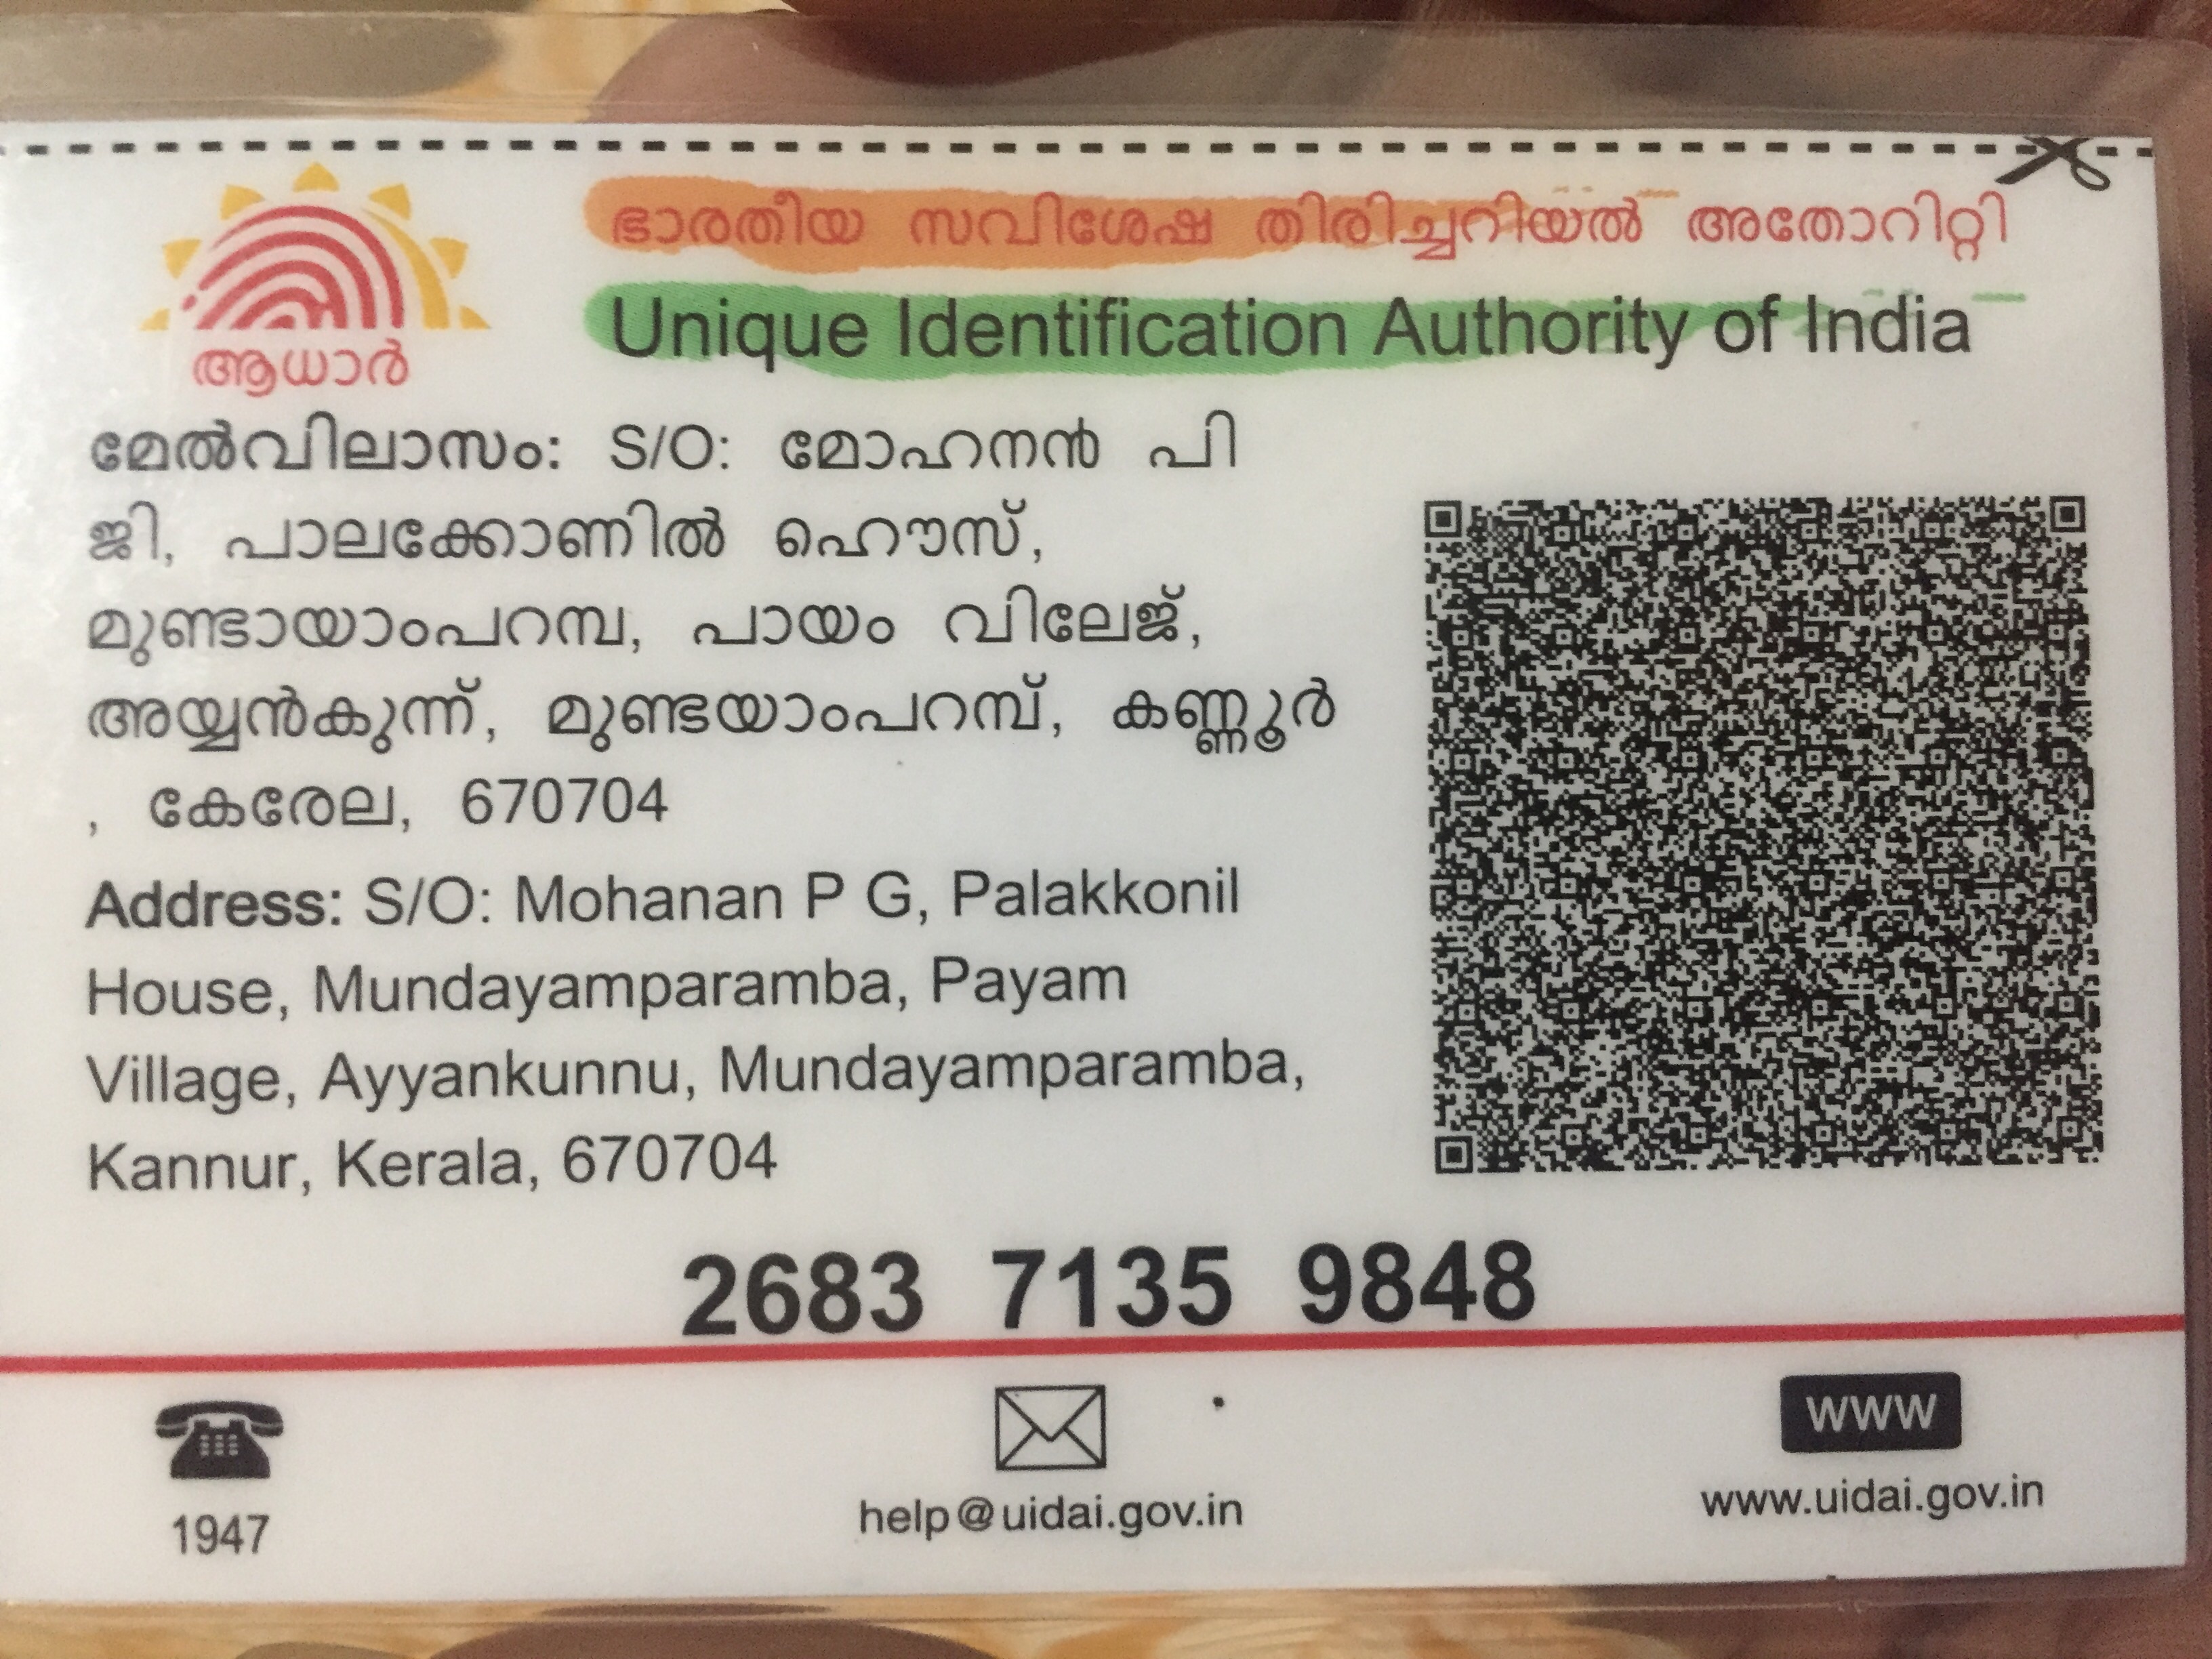 ഭാരതീയ സവിശേഷ തിരിച്ചറിയൽ അതോറിറ്റി
Unique Identification Authority of India
ആധാർ
മേൽവിലാസം: S/O: മോഹനൻ പി
ജി, പാലക്കോണിൽ ഹൌസ്,
മുണ്ടായാംപറമ്പ, പായം വില്ലേജ്,
അയ്യൻകുന്ന്, മുണ്ടയാംപറമ്പ്, കണ്ണൂർ
, കേരേല, 670704
Address: S/O: Mohanan P G, Palakkonil
House, Mundayamparamba, Payam
Village, Ayyankunnu, Mundayamparamba,
Kannur, Kerala, 670704
2683 7135 9848
1947
help@uidai.gov.in
www
www.uidai.gov.in